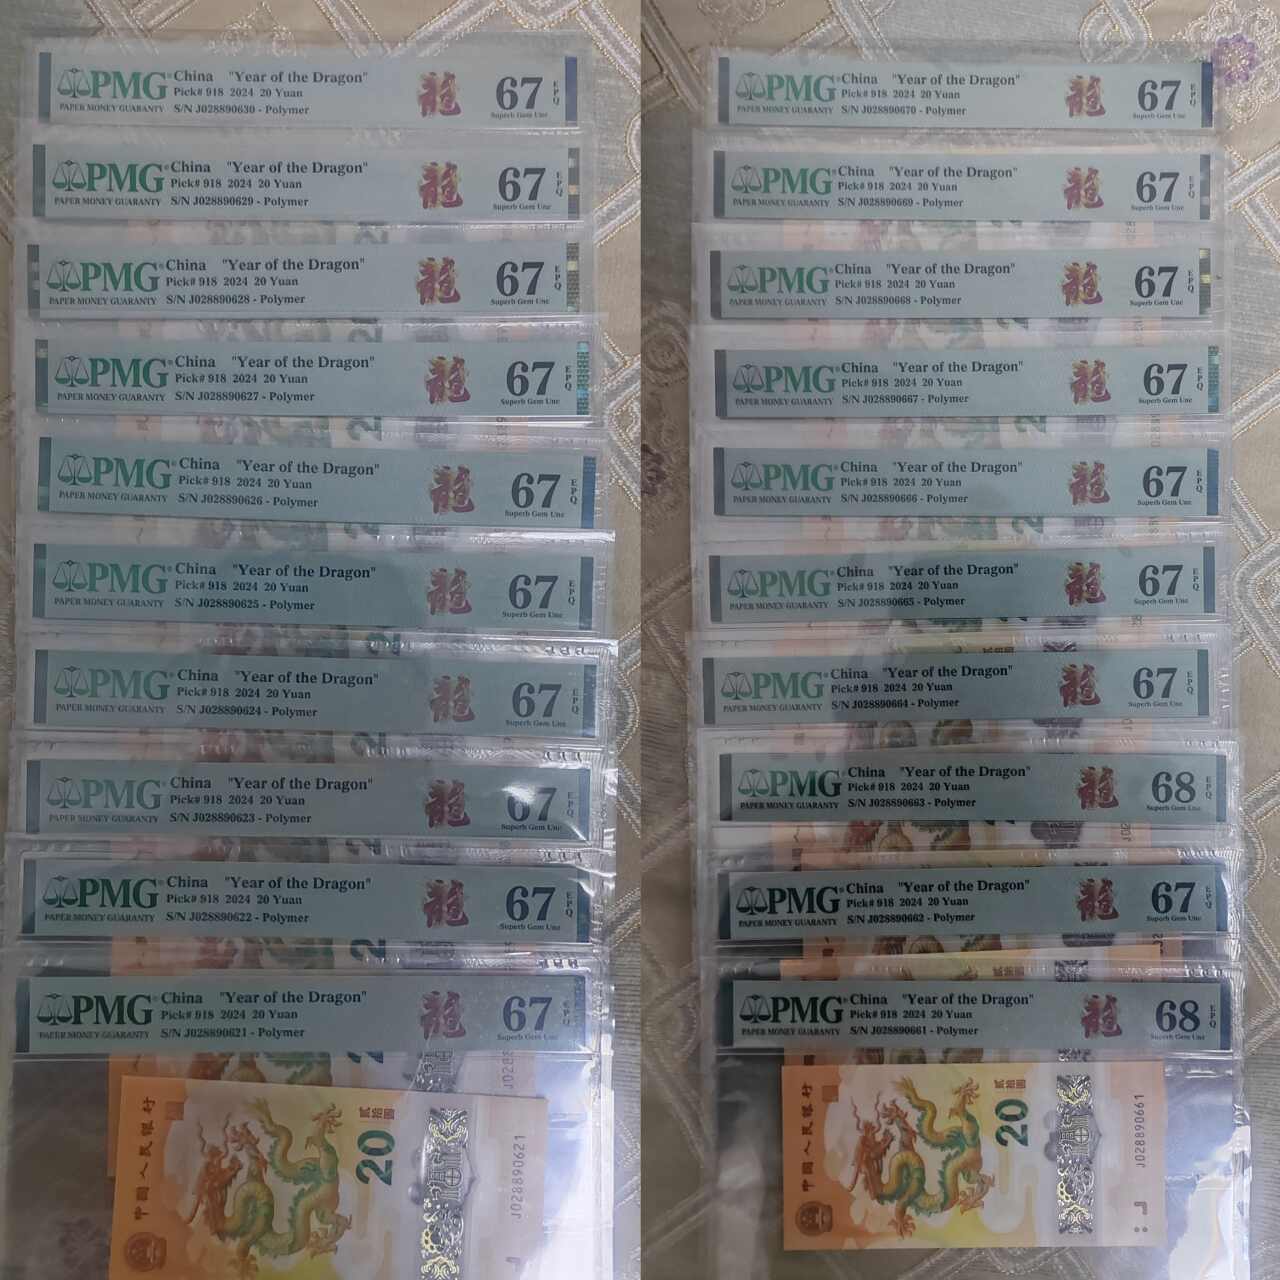 PMG
PAPER MONEY GUARANTY
China "Year of the Dragon"
Pick# 918 2024 20 Yuan
S/N J028890630 - Polymer
龍
67
EPQ
Superb Gem Unc
PMG
PAPER MONEY GUARANTY
China "Year of the Dragon"
Pick# 918 2024 20 Yuan
S/N J028890629 - Polymer
龍
67
EPQ
Superb Gem Unc
PMG
PAPER MONEY GUARANTY
China "Year of the Dragon"
Pick# 918 2024 20 Yuan
S/N J028890628 - Polymer
龍
67
EPQ
Superb Gem Unc
PMG
PAPER MONEY GUARANTY
China "Year of the Dragon"
Pick# 918 2024 20 Yuan
S/N J028890627 - Polymer
龍
67
EPQ
Superb Gem Unc
PMG
PAPER MONEY GUARANTY
China "Year of the Dragon"
Pick# 918 2024 20 Yuan
S/N J028890626 - Polymer
龍
67
EPQ
Superb Gem Unc
PMG
PAPER MONEY GUARANTY
China "Year of the Dragon"
Pick# 918 2024 20 Yuan
S/N J028890625 - Polymer
龍
67
EPQ
Superb Gem Unc
PMG
PAPER MONEY GUARANTY
China "Year of the Dragon"
Pick# 918 2024 20 Yuan
S/N J028890624 - Polymer
龍
67
EPQ
Superb Gem Unc
PMG
PAPER MONEY GUARANTY
China "Year of the Dragon"
Pick# 918 2024 20 Yuan
S/N J028890623 - Polymer
龍
67
EPQ
Superb Gem Unc
PMG
PAPER MONEY GUARANTY
China "Year of the Dragon"
Pick# 918 2024 20 Yuan
S/N J028890622 - Polymer
龍
67
EPQ
Superb Gem Unc
PMG
PAPER MONEY GUARANTY
China "Year of the Dragon"
Pick# 918 2024 20 Yuan
S/N J028890621 - Polymer
龍
67
EPQ
Superb Gem Unc
中国人民银行
贰拾圆
20
J028890621
PMG
PAPER MONEY GUARANTY
China "Year of the Dragon"
Pick# 918 2024 20 Yuan
S/N J028890670 - Polymer
龍
67
EPQ
Superb Gem Unc
PMG
PAPER MONEY GUARANTY
China "Year of the Dragon"
Pick# 918 2024 20 Yuan
S/N J028890669 - Polymer
龍
67
EPQ
Superb Gem Unc
PMG
PAPER MONEY GUARANTY
China "Year of the Dragon"
Pick# 918 2024 20 Yuan
S/N J028890668 - Polymer
龍
67
EPQ
Superb Gem Unc
PMG
PAPER MONEY GUARANTY
China "Year of the Dragon"
Pick# 918 2024 20 Yuan
S/N J028890667 - Polymer
龍
67
EPQ
Superb Gem Unc
PMG
PAPER MONEY GUARANTY
China "Year of the Dragon"
Pick# 918 2024 20 Yuan
S/N J028890666 - Polymer
龍
67
EPQ
Superb Gem Unc
PMG
PAPER MONEY GUARANTY
China "Year of the Dragon"
Pick# 918 2024 20 Yuan
S/N J028890665 - Polymer
龍
67
EPQ
Superb Gem Unc
PMG
PAPER MONEY GUARANTY
China "Year of the Dragon"
Pick# 918 2024 20 Yuan
S/N J028890664 - Polymer
龍
67
EPQ
Superb Gem Unc
PMG
PAPER MONEY GUARANTY
China "Year of the Dragon"
Pick# 918 2024 20 Yuan
S/N J028890663 - Polymer
龍
68
EPQ
Superb Gem Unc
PMG
PAPER MONEY GUARANTY
China "Year of the Dragon"
Pick# 918 2024 20 Yuan
S/N J028890662 - Polymer
龍
67
EPQ
Superb Gem Unc
PMG
PAPER MONEY GUARANTY
China "Year of the Dragon"
Pick# 918 2024 20 Yuan
S/N J028890661 - Polymer
龍
68
EPQ
Superb Gem Unc
中国人民银行
贰拾圆
20
J028890661